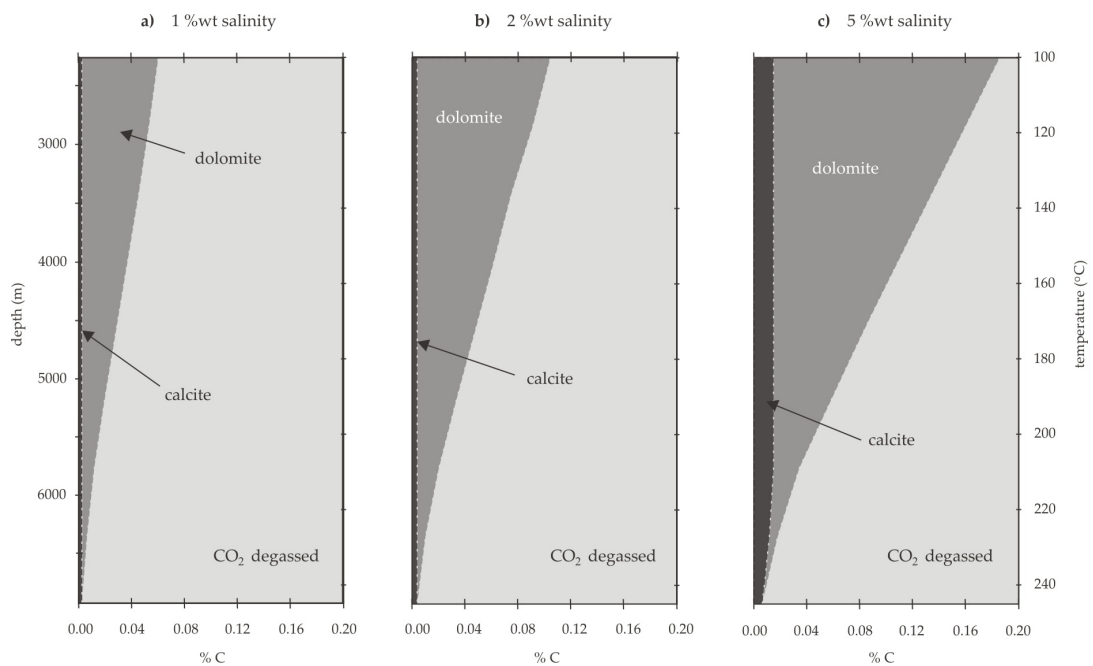 a) 1 %wt salinity
b) 2 %wt salinity
c) 5 %wt salinity
depth (m)
3000
4000
5000
6000
dolomite
calcite
CO2 degassed
0.00 0.04 0.08 0.12 0.16 0.20
% C
dolomite
calcite
CO2 degassed
0.00 0.04 0.08 0.12 0.16 0.20
% C
dolomite
calcite
CO2 degassed
0.00 0.04 0.08 0.12 0.16 0.20
% C
100
120
140
160
180
200
220
240
temperature (°C)